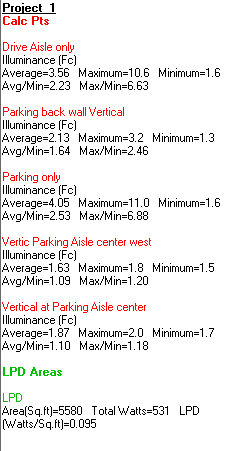 Project_1
Calc Pts
Drive Aisle only
Illuminance (Fc)
Average=3.56 Maximum=10.6 Minimum=1.6
Avg/Min=2.23 Max/Min=6.63
Parking back wall Vertical
Illuminance (Fc)
Average=2.13 Maximum=3.2 Minimum=1.3
Avg/Min=1.64 Max/Min=2.46
Parking only
Illuminance (Fc)
Average=4.05 Maximum=11.0 Minimum=1.6
Avg/Min=2.53 Max/Min=6.88
Vertic Parking Aisle center west
Illuminance (Fc)
Average=1.63 Maximum=1.8 Minimum=1.5
Avg/Min=1.09 Max/Min=1.20
Vertical at Parking Aisle center
Illuminance (Fc)
Average=1.87 Maximum=2.0 Minimum=1.7
Avg/Min=1.10 Max/Min=1.18
LPD Areas
LPD
Area(Sq.ft)=5580 Total Watts=531 LPD
(Watts/Sq.ft)=0.095